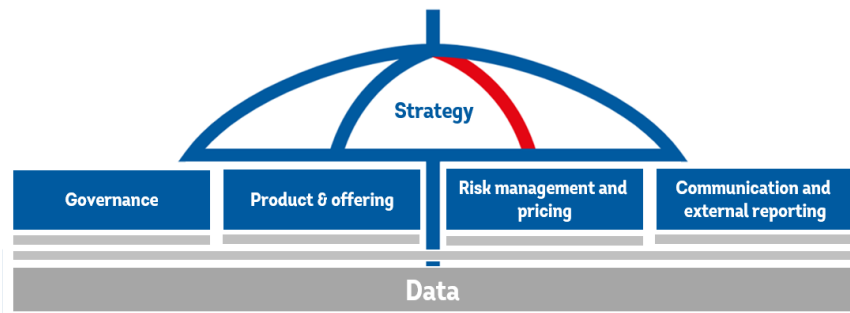 Strategy
Governance
Product & offering
Risk management and
pricing
Communication and
external reporting
Data